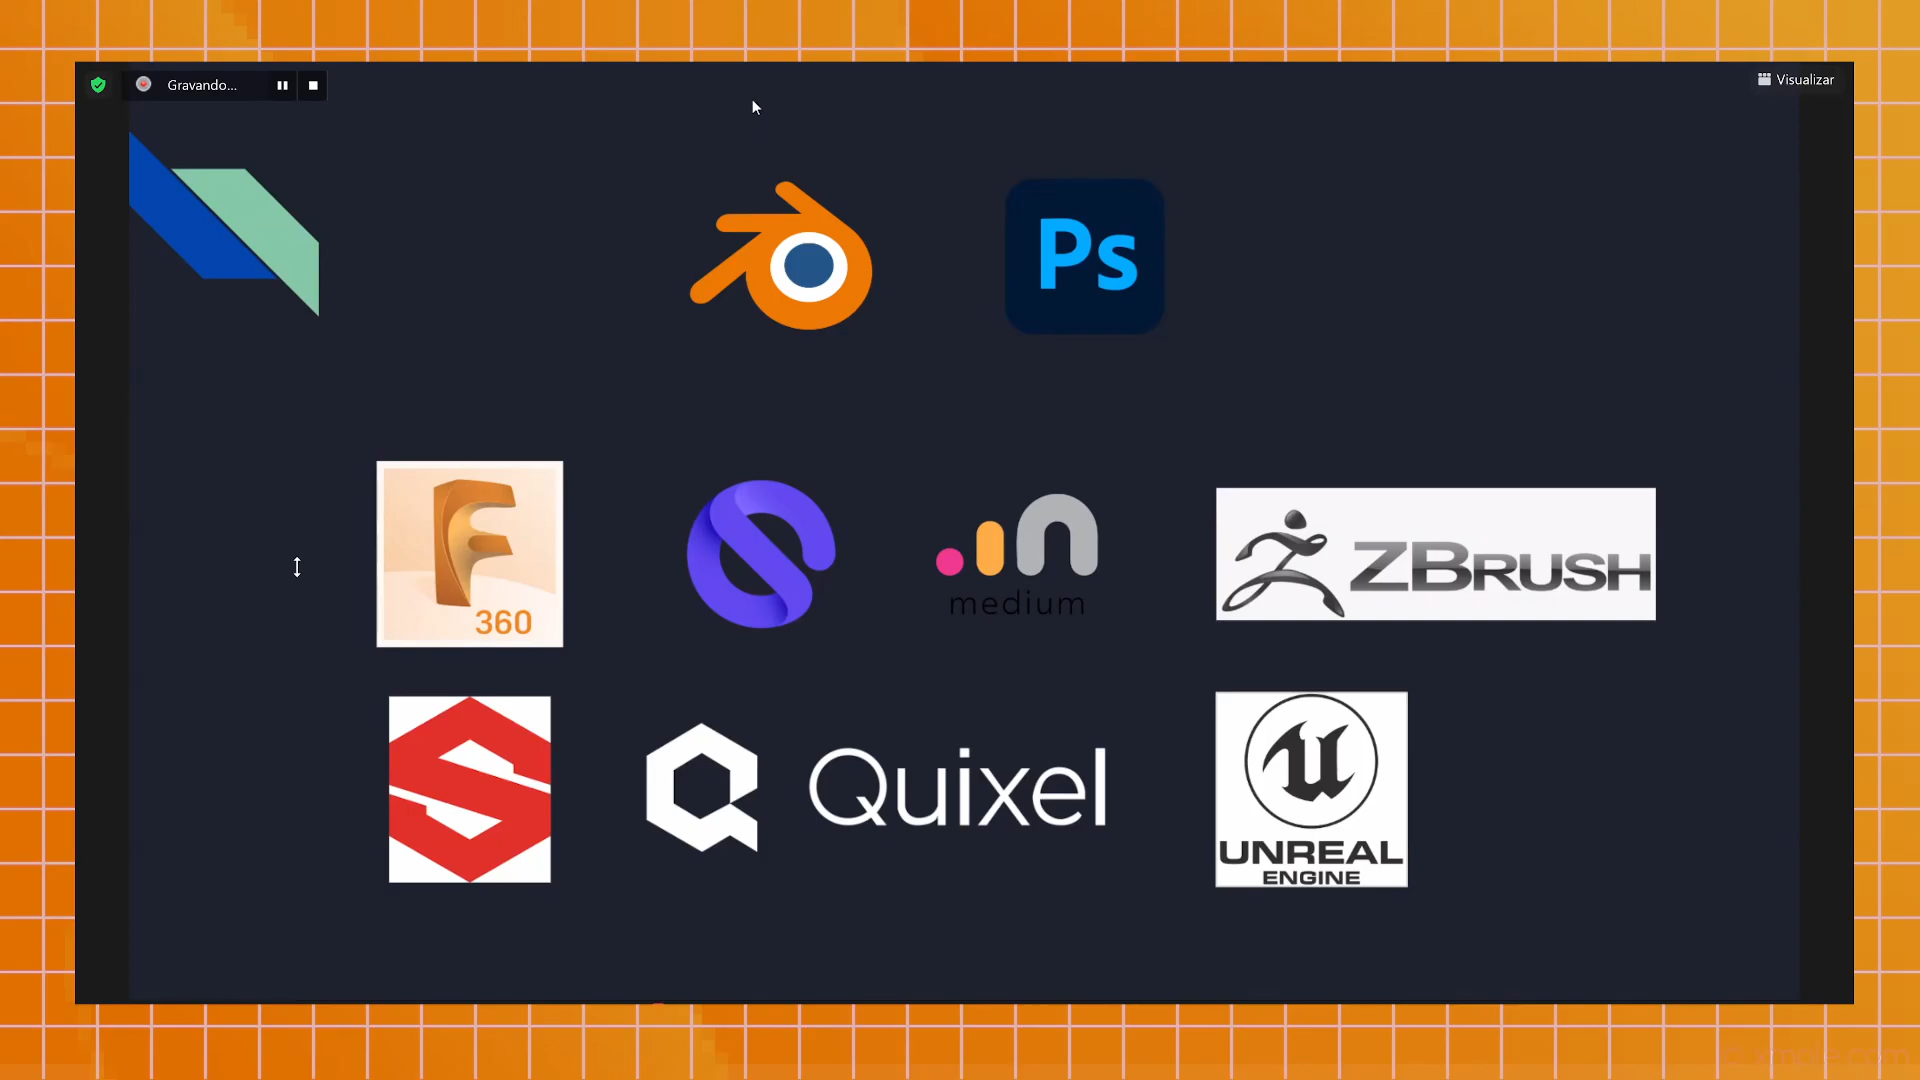 Gravando...
Visualizar
Ps
360
medium
ZBRUSH
Quixel
UNREAL
ENGINE